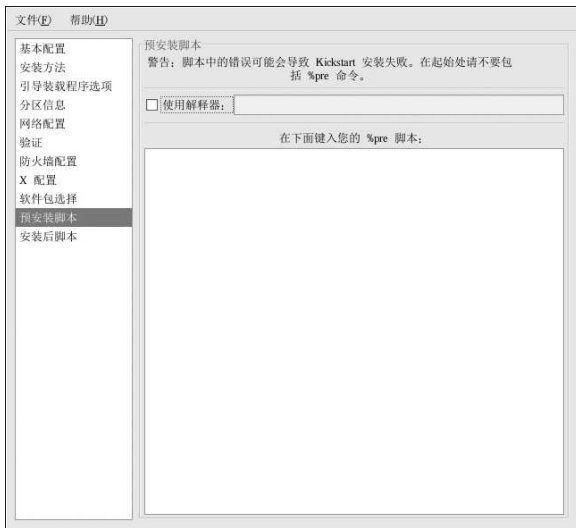 文件(F) 帮助(H)
基本配置
安装方法
引导装载程序选项
分区信息
网络配置
验证
防火墙配置
X 配置
软件包选择
预安装脚本
安装后脚本
预安装脚本
警告：脚本中的错误可能会导致 Kickstart 安装失败。在起始处请不要包
括 %pre 命令。
使用解释器：
在下面键入您的 %pre 脚本：